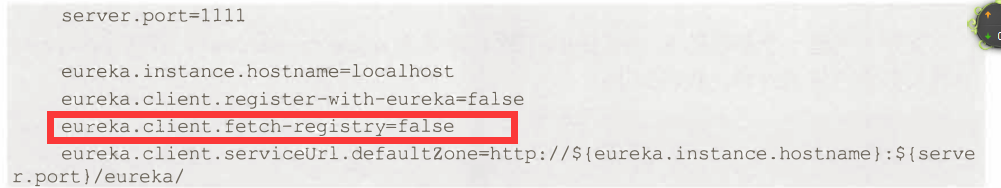 server.port=1111
eureka.instance.hostname=localhost
eureka.client.register-with-eureka=false
eureka.client.fetch-registry=false
eureka.client.serviceUrl.defaultZone=http://${eureka.instance.hostname}:${serve
r.port}/eureka/